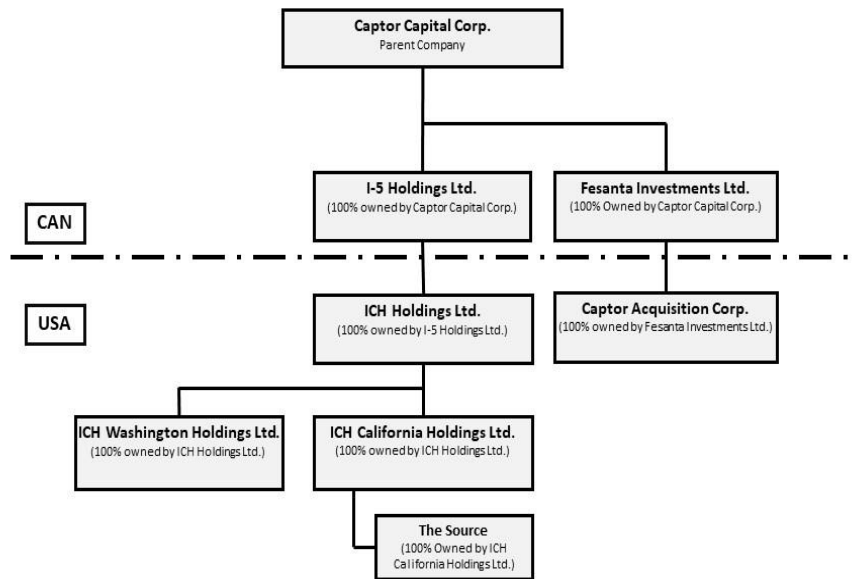 Captor Capital Corp.
Parent Company
I-5 Holdings Ltd.
(100% owned by Captor Capital Corp.)
Fesanta Investments Ltd.
(100% Owned by Captor Capital Corp.)
CAN
USA
ICH Holdings Ltd.
(100% owned by I-5 Holdings Ltd.)
Captor Acquisition Corp.
(100% owned by Fesanta Investments Ltd.)
ICH Washington Holdings Ltd.
(100% owned by ICH Holdings Ltd.)
ICH California Holdings Ltd.
(100% owned by ICH Holdings Ltd.)
The Source
(100% Owned by ICH
California Holdings Ltd.)